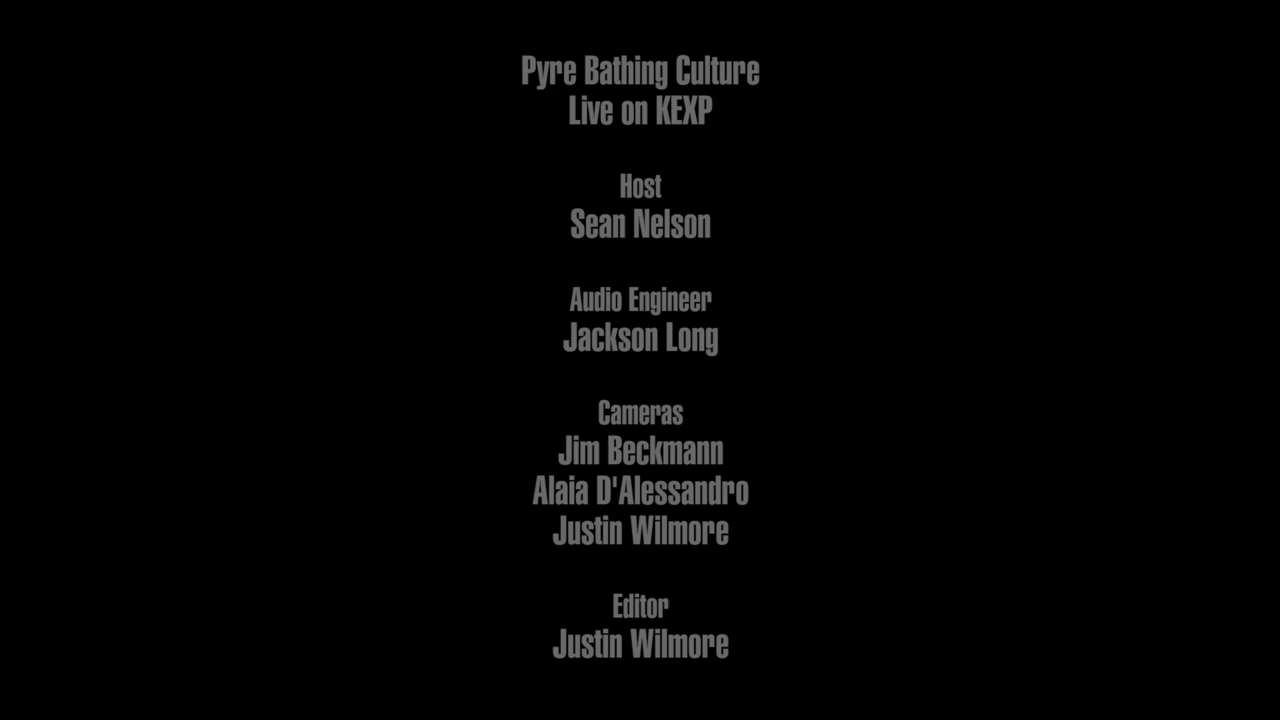 Pyre Bathing Culture
Live on KEXP
Host
Sean Nelson
Audio Engineer
Jackson Long
Cameras
Jim Beckmann
Alaia D'Alessandro
Justin Wilmore
Editor
Justin Wilmore